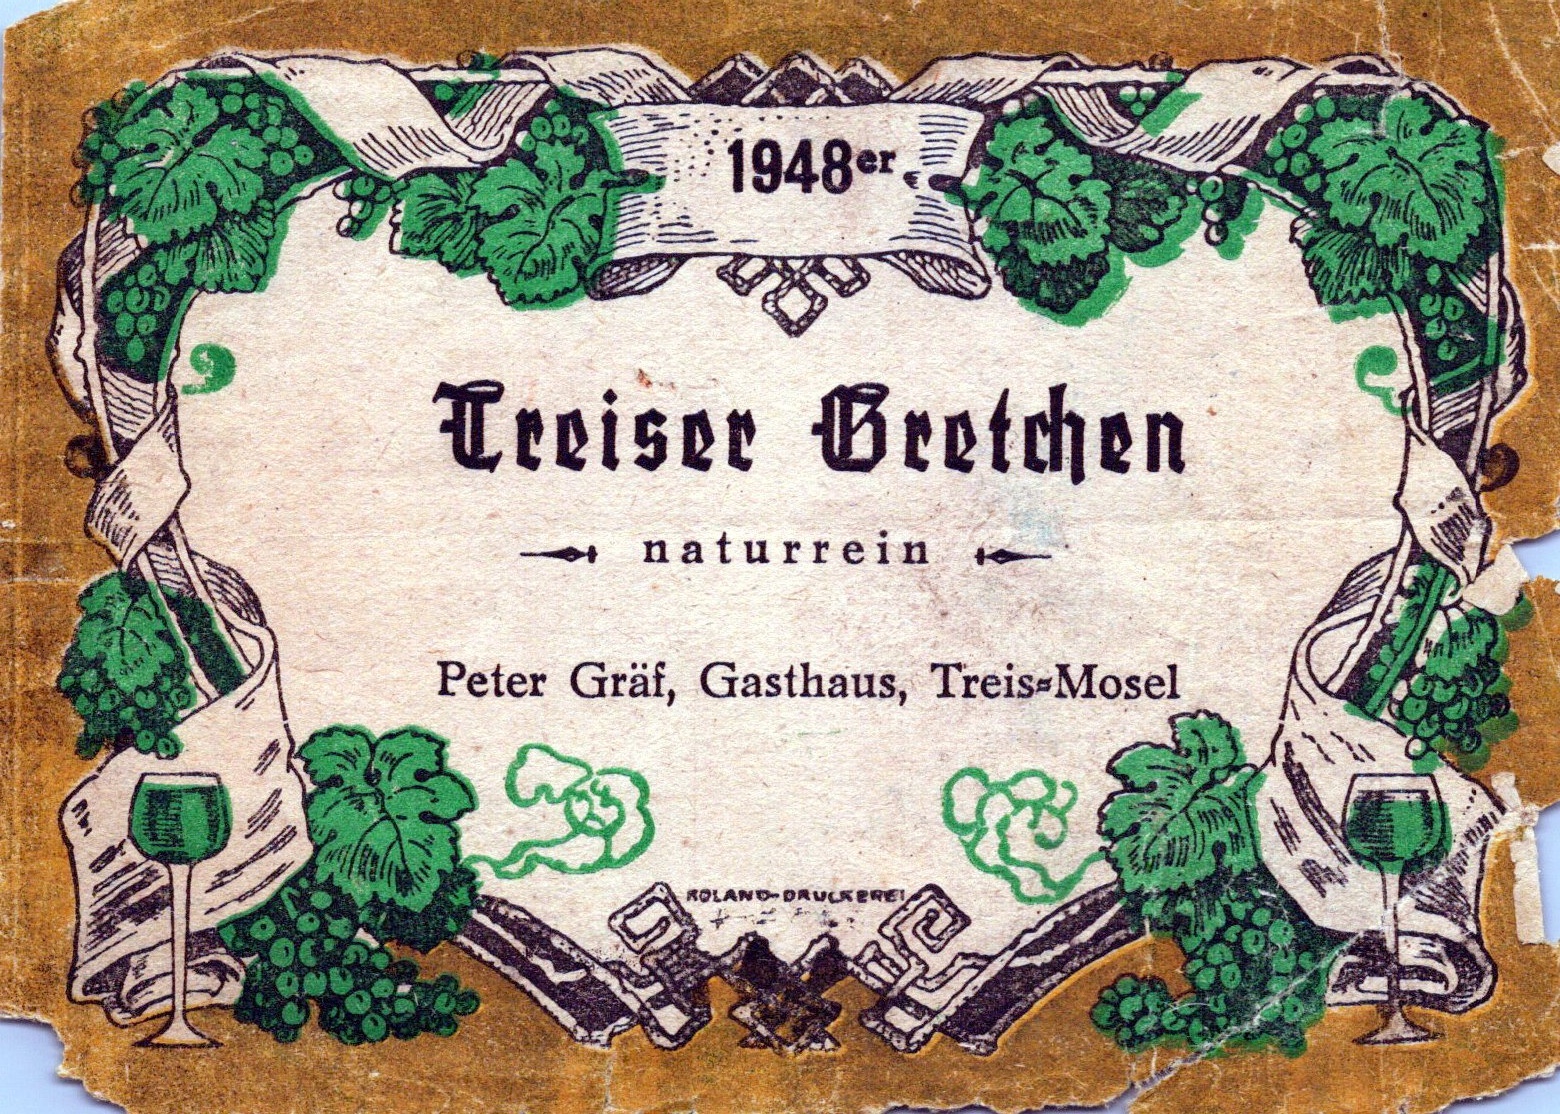 1948er
Treiser Gretchen
naturrein
Peter Gräf, Gasthaus, Treis-Mosel
ROLAND-DRUCKEREI